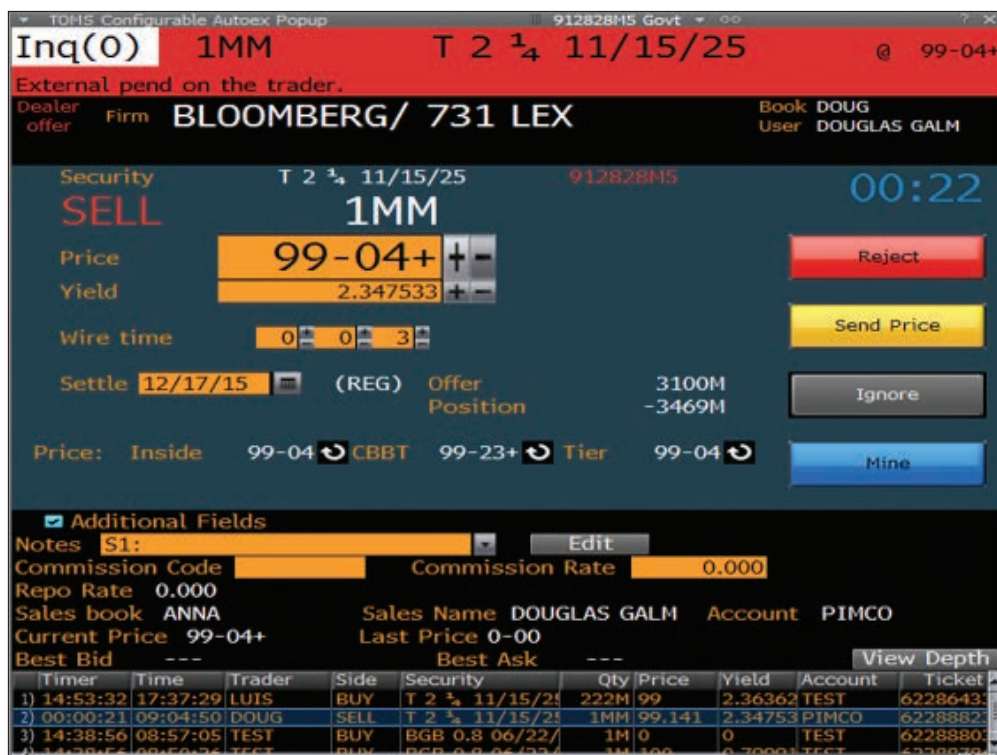 TOMS Configurable Autoex Popup 912828M5 Govt ? ×
Inq(0) 1MM T 2 ¼ 11/15/25 @ 99-04+
External pend on the trader.
Dealer offer Firm BLOOMBERG/ 731 LEX Book DOUG
User DOUGLAS GALM
Security T 2 ¼ 11/15/25 912828M5 00:22
SELL 1MM
Price 99-04+ + - Reject
Yield 2.347533 + -
Wire time 0 0 3 Send Price
Settle 12/17/15 (REG) Offer 3100M Ignore
Position -3469M
Price: Inside 99-04 CBBT 99-23+ Tier 99-04 Mine
Additional Fields
Notes S1: Edit
Commission Code Commission Rate 0.000
Repo Rate 0.000
Sales book ANNA Sales Name DOUGLAS GALM Account PIMCO
Current Price 99-04+ Last Price 0-00
Best Bid --- Best Ask --- View Depth
Timer Time Trader Side Security Qty Price Yield Account Ticket
1) 14:53:32 17:37:29 LUIS BUY T 2 ¼ 11/15/25 222M 99 2.36362 TEST 6228643
2) 00:00:21 09:04:50 DOUG SELL T 2 ¼ 11/15/25 1MM 99.141 2.34753 PIMCO 6228882
3) 14:38:56 08:57:05 TEST BUY BGB 0.8 06/22/ 1M 0 0 TEST 6228880